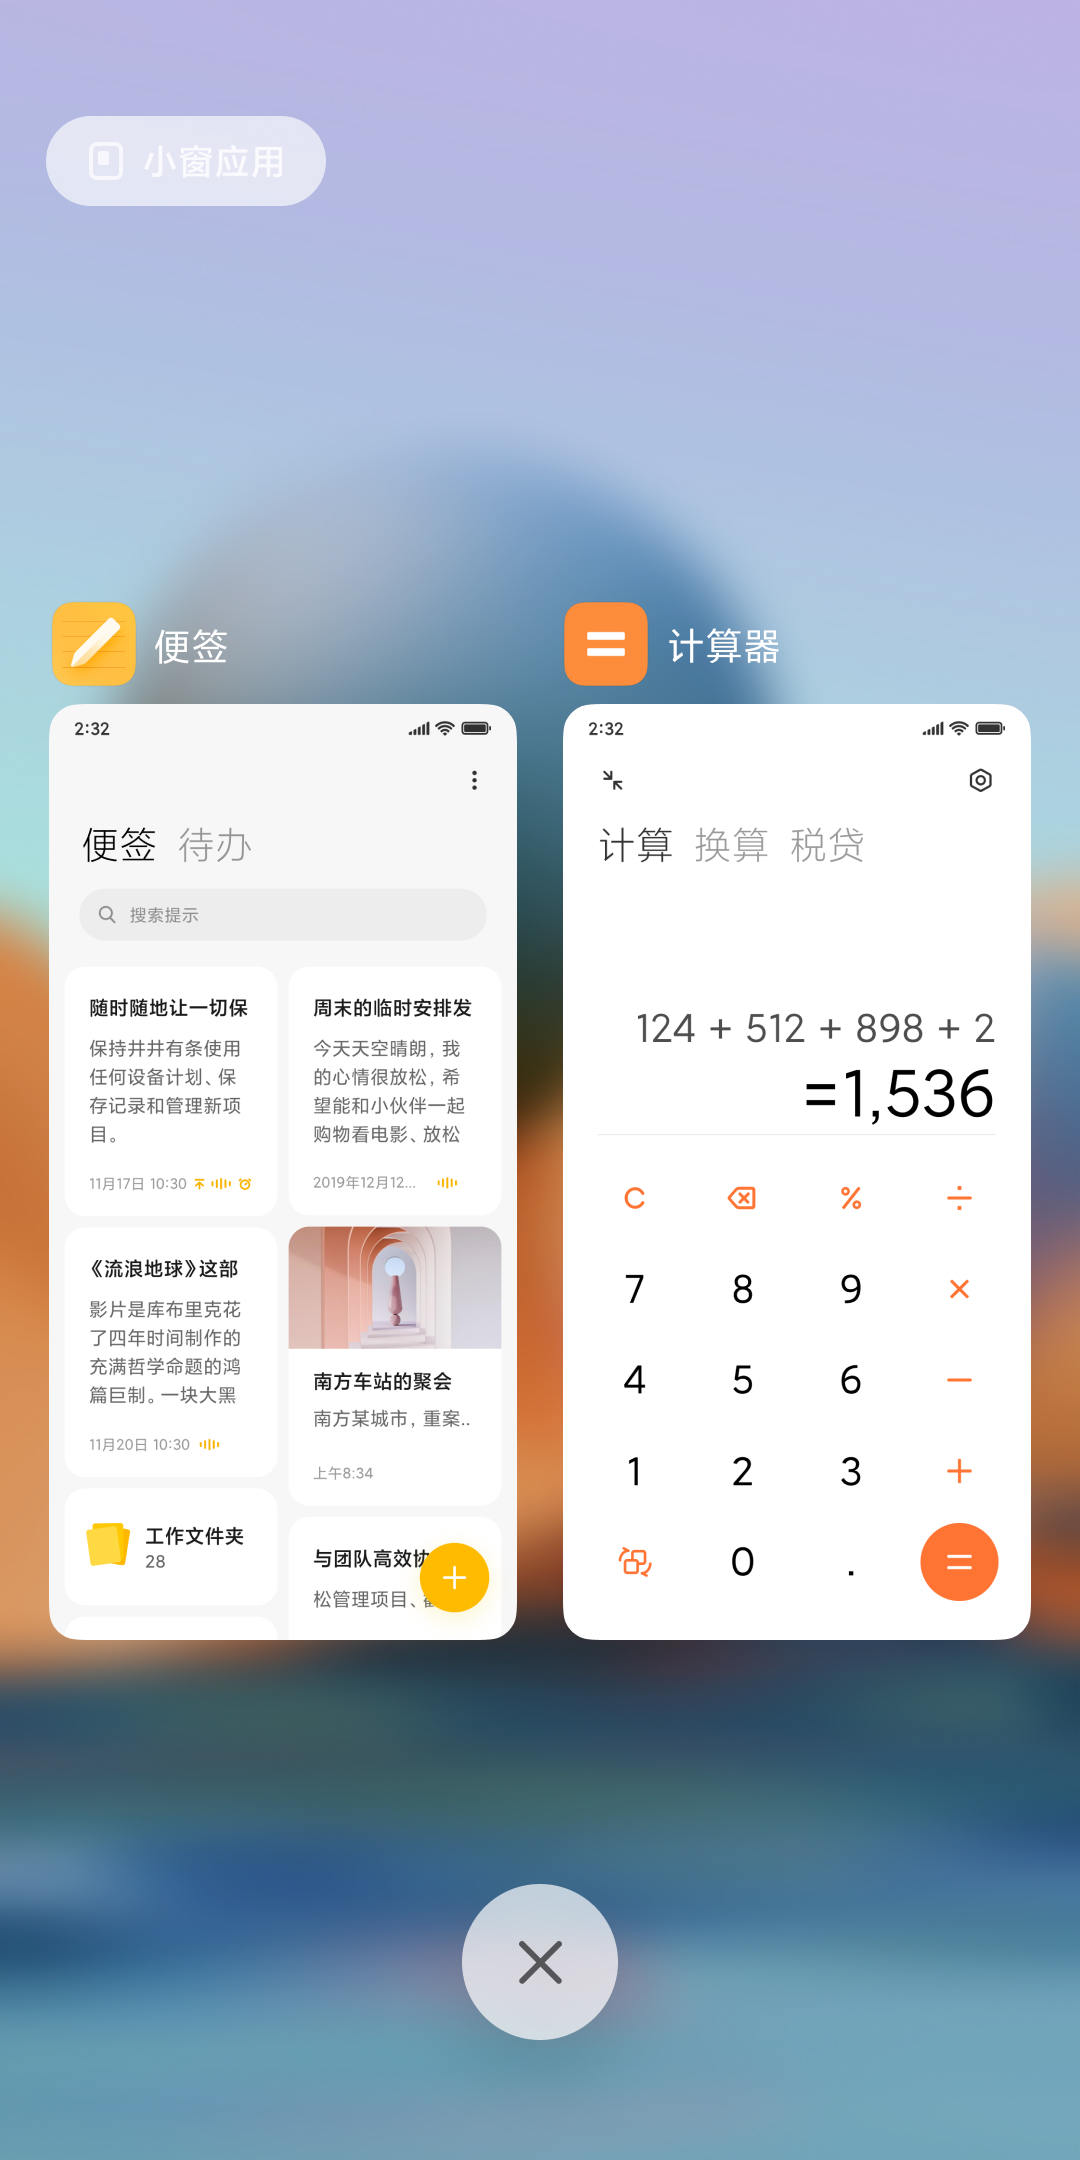 小窗应用
便签
2:32
便签 待办
搜索提示
随时随地让一切保
保持井井有条使用
任何设备计划、保
存记录和管理新项
目。
11月17日 10:30
《流浪地球》这部
影片是库布里克花
了四年时间制作的
充满哲学命题的鸿
篇巨制。一块大黑
11月20日 10:30
工作文件夹
28
周末的临时安排发
今天天空晴朗，我
的心情很放松，希
望能和小伙伴一起
购物看电影、放松
2019年12月12...
南方车站的聚会
南方某城市，重案..
上午8:34
与团队高效协
松管理项目、
计算器
2:32
计算 换算 税贷
124 + 512 + 898 + 2
=1,536
C % ÷
7 8 9 ×
4 5 6 −
1 2 3 +
0 . =